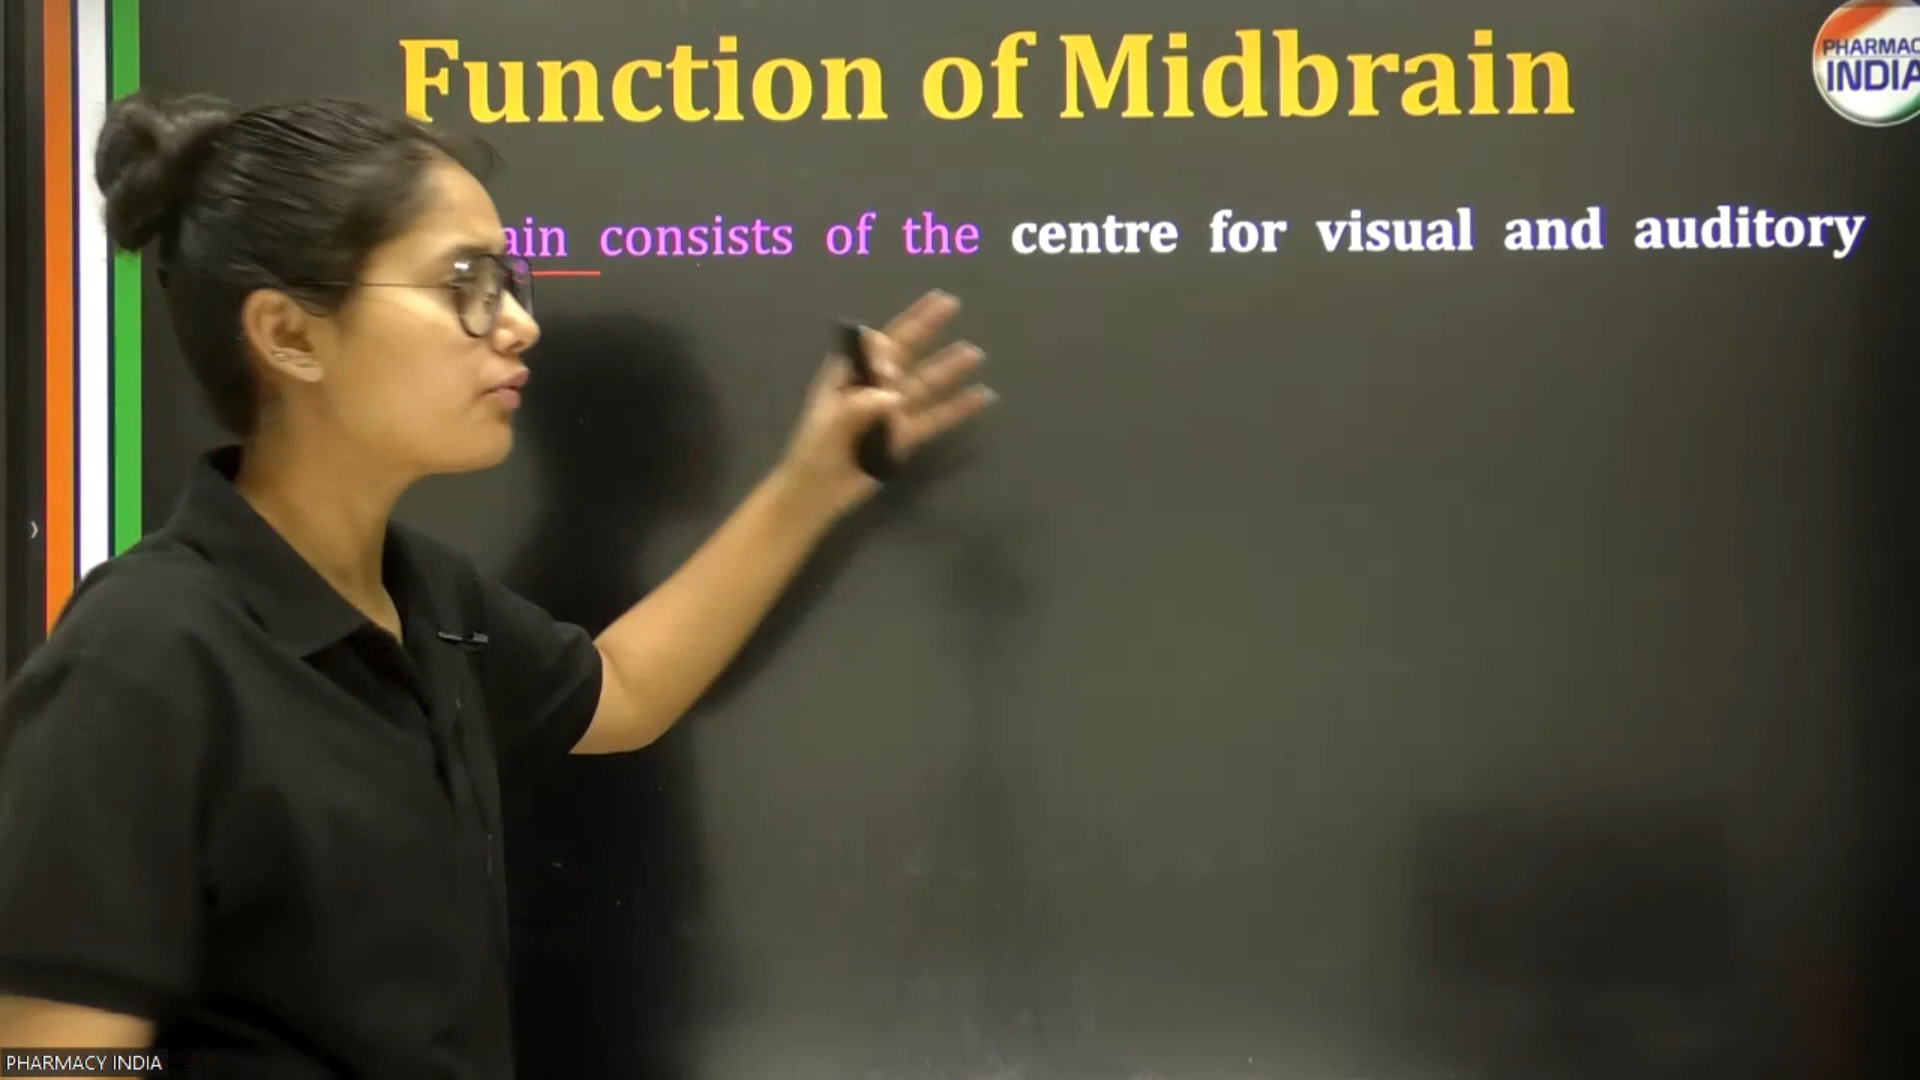 Function of Midbrain
PHARMAC
INDIA
ain consists of the centre for visual and auditory
PHARMACY INDIA